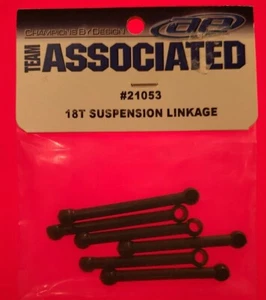 CHAMPIONS BY DESIGN
TEAM
ASSOCIATED
#21053
18T SUSPENSION LINKAGE